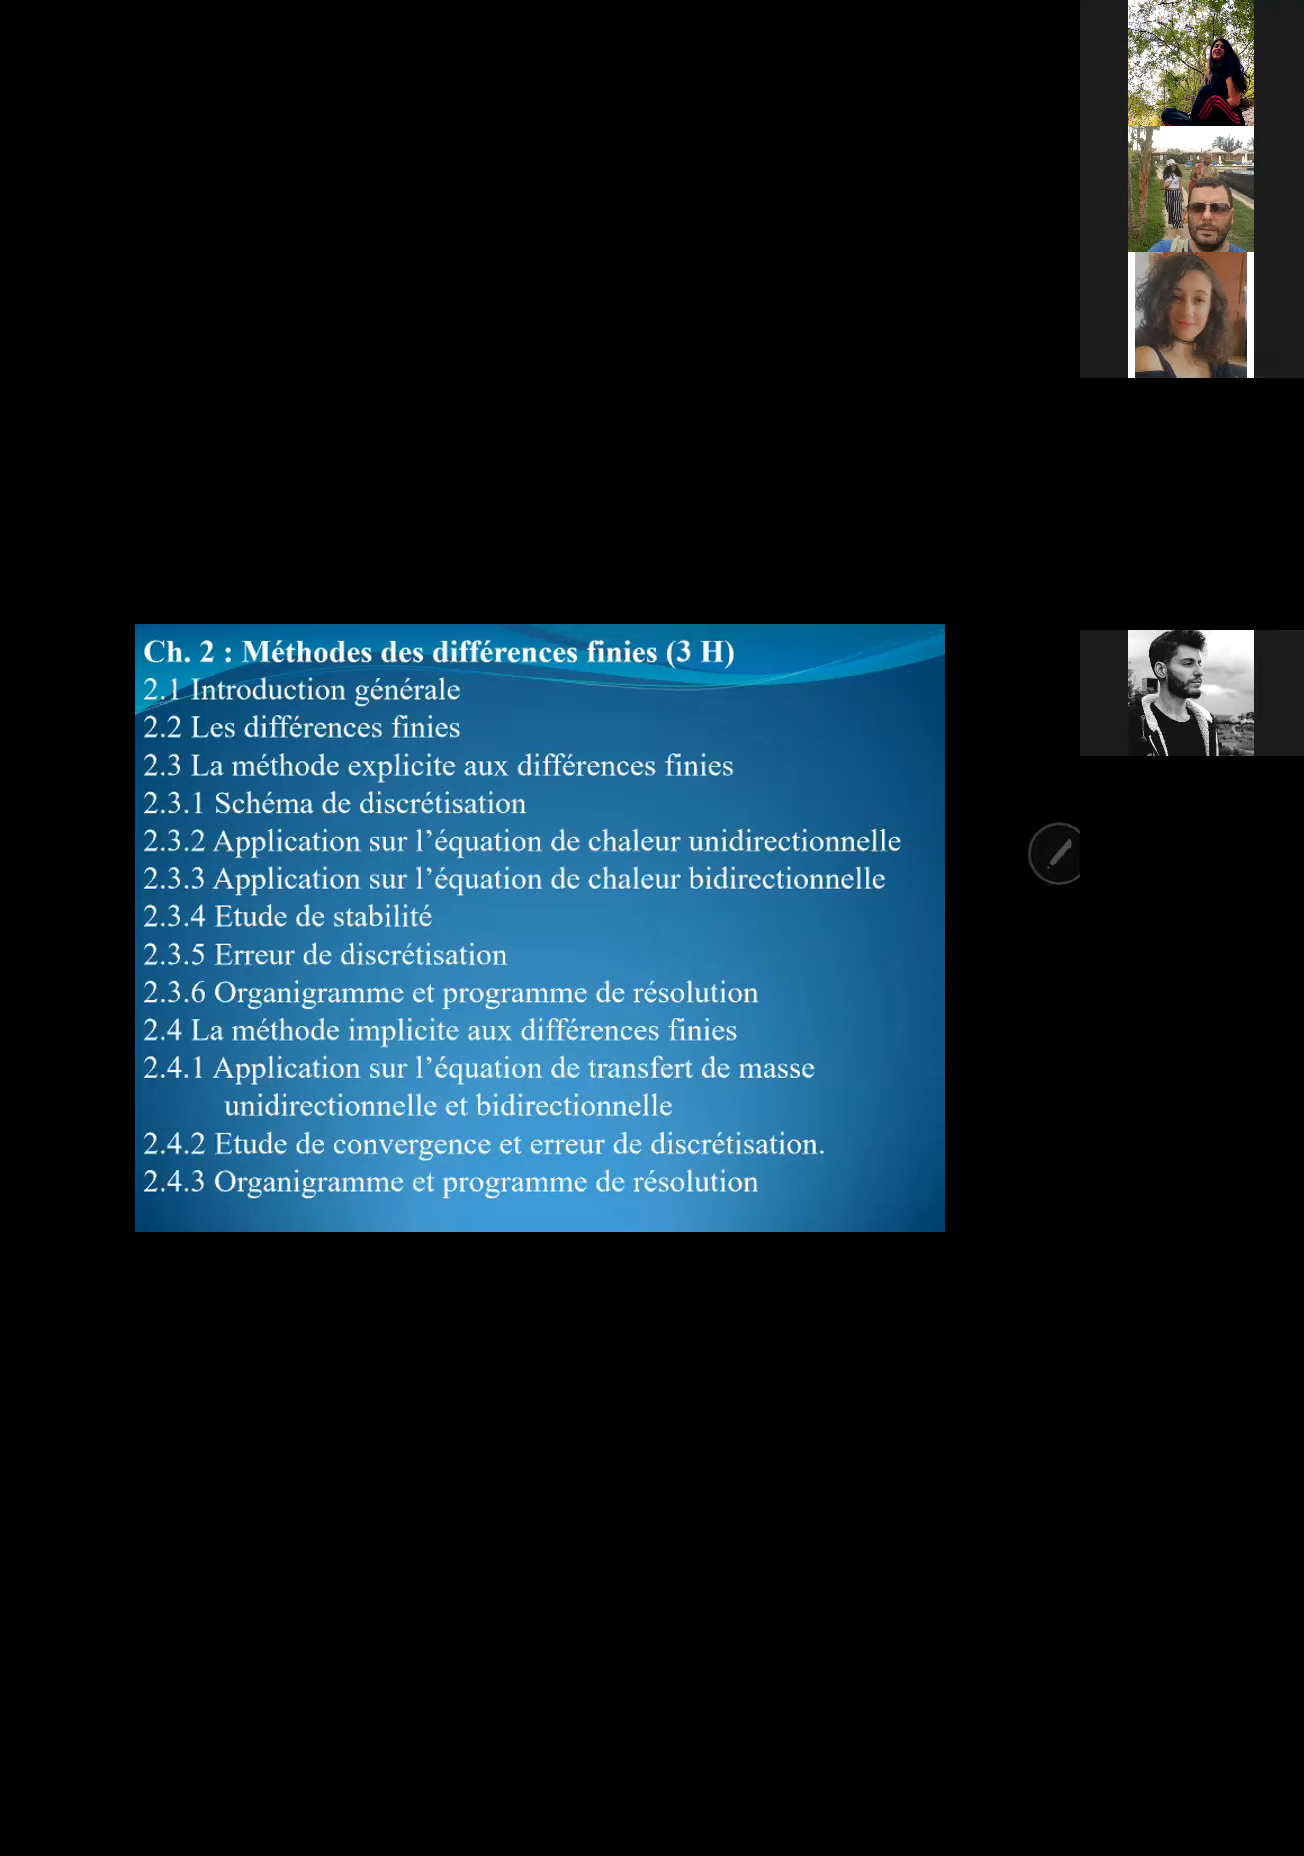 Ch. 2 : Méthodes des différences finies (3 H)
2.1 Introduction générale
2.2 Les différences finies
2.3 La méthode explicite aux différences finies
2.3.1 Schéma de discrétisation
2.3.2 Application sur l’équation de chaleur unidirectionnelle
2.3.3 Application sur l’équation de chaleur bidirectionnelle
2.3.4 Etude de stabilité
2.3.5 Erreur de discrétisation
2.3.6 Organigramme et programme de résolution
2.4 La méthode implicite aux différences finies
2.4.1 Application sur l’équation de transfert de masse
unidirectionnelle et bidirectionnelle
2.4.2 Etude de convergence et erreur de discrétisation.
2.4.3 Organigramme et programme de résolution